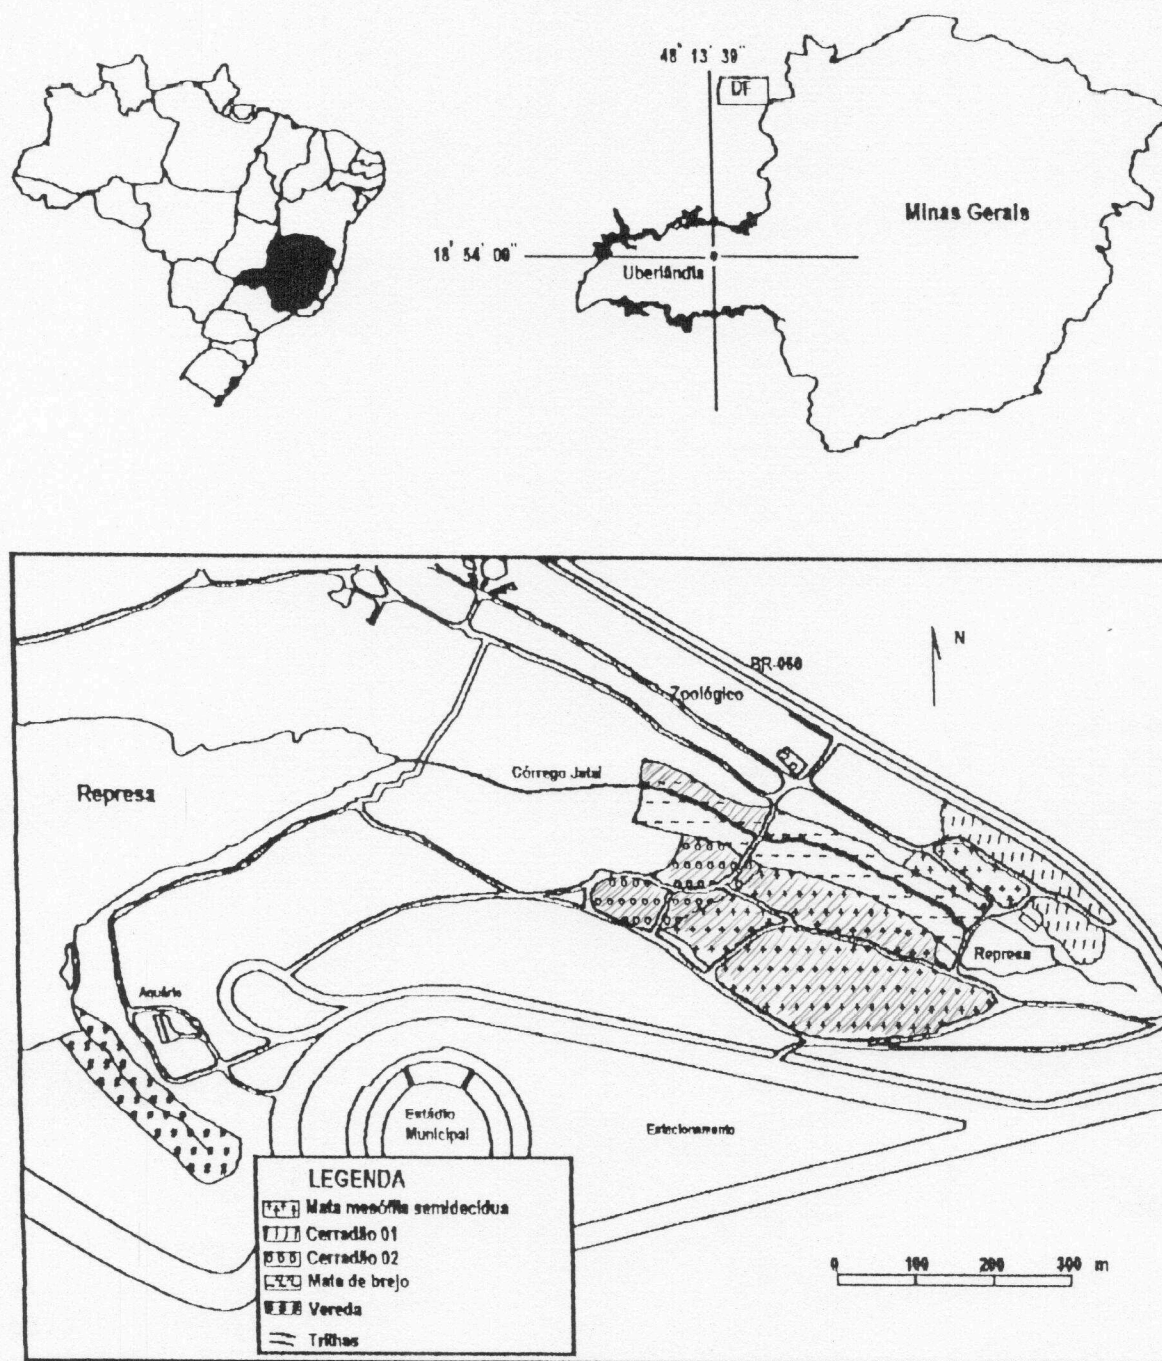 48° 13' 39"
DF
Minas Gerais
18° 54' 09"
Uberlândia
N
BR-050
Zoológico
Córrego Jataí
Represa
Represa
Aquário
Estádio
Municipal
Estacionamento
LEGENDA
Mata mesófila semidecídua
Cerradão 01
Cerradão 02
Mata de brejo
Vereda
Trilhas
0 100 200 300 m